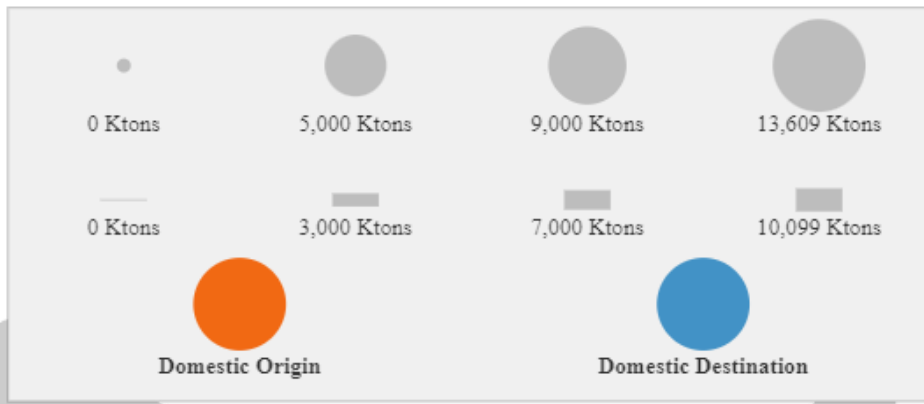 0 Ktons 5,000 Ktons 9,000 Ktons 13,609 Ktons
0 Ktons 3,000 Ktons 7,000 Ktons 10,099 Ktons
Domestic Origin Domestic Destination